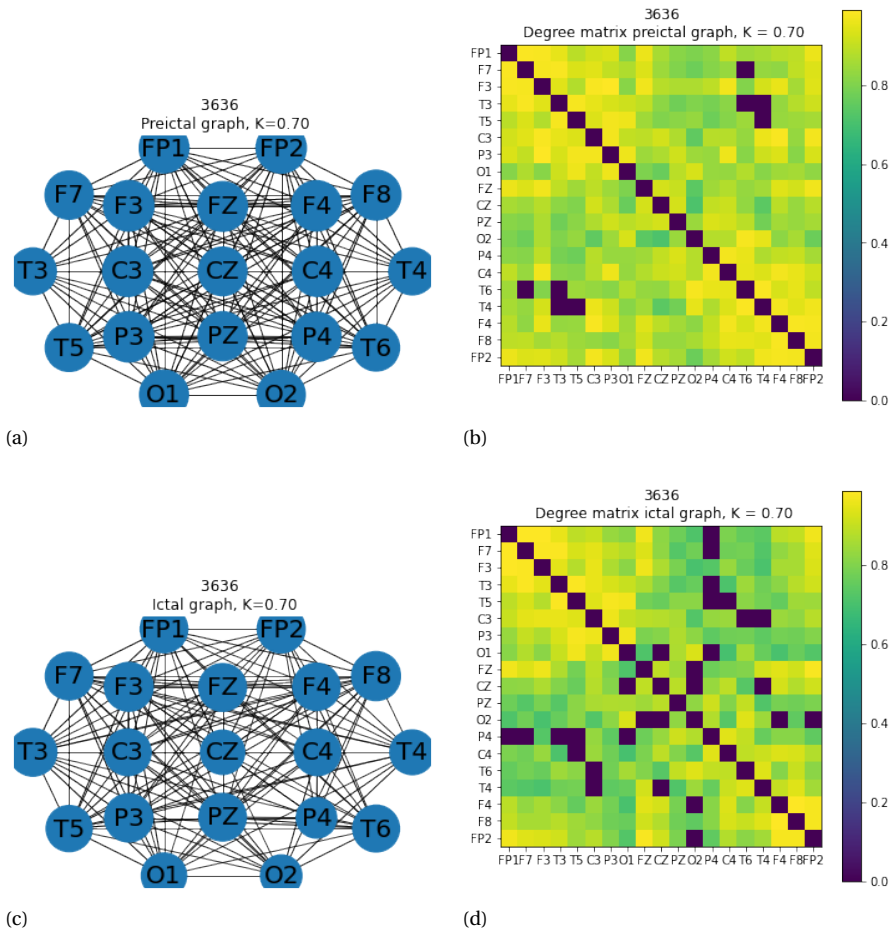 3636
Preictal graph, K=0.70
FP1 FP2
F7 F3 FZ F4 F8
T3 C3 CZ C4 T4
T5 P3 PZ P4 T6
O1 O2
(a)
3636
Degree matrix preictal graph, K = 0.70
FP1
F7
F3
T3
T5
C3
P3
O1
FZ
CZ
PZ
O2
P4
C4
T6
T4
F4
F8
FP2
FP1 F7 F3 T3 T5 C3 P3 O1 FZ CZ PZ O2 P4 C4 T6 T4 F4 F8 FP2
0.8
0.6
0.4
0.2
0.0
(b)
3636
Ictal graph, K=0.70
FP1 FP2
F7 F3 FZ F4 F8
T3 C3 CZ C4 T4
T5 P3 PZ P4 T6
O1 O2
(c)
3636
Degree matrix ictal graph, K = 0.70
FP1
F7
F3
T3
T5
C3
P3
O1
FZ
CZ
PZ
O2
P4
C4
T6
T4
F4
F8
FP2
FP1 F7 F3 T3 T5 C3 P3 O1 FZ CZ PZ O2 P4 C4 T6 T4 F4 F8 FP2
0.8
0.6
0.4
0.2
0.0
(d)